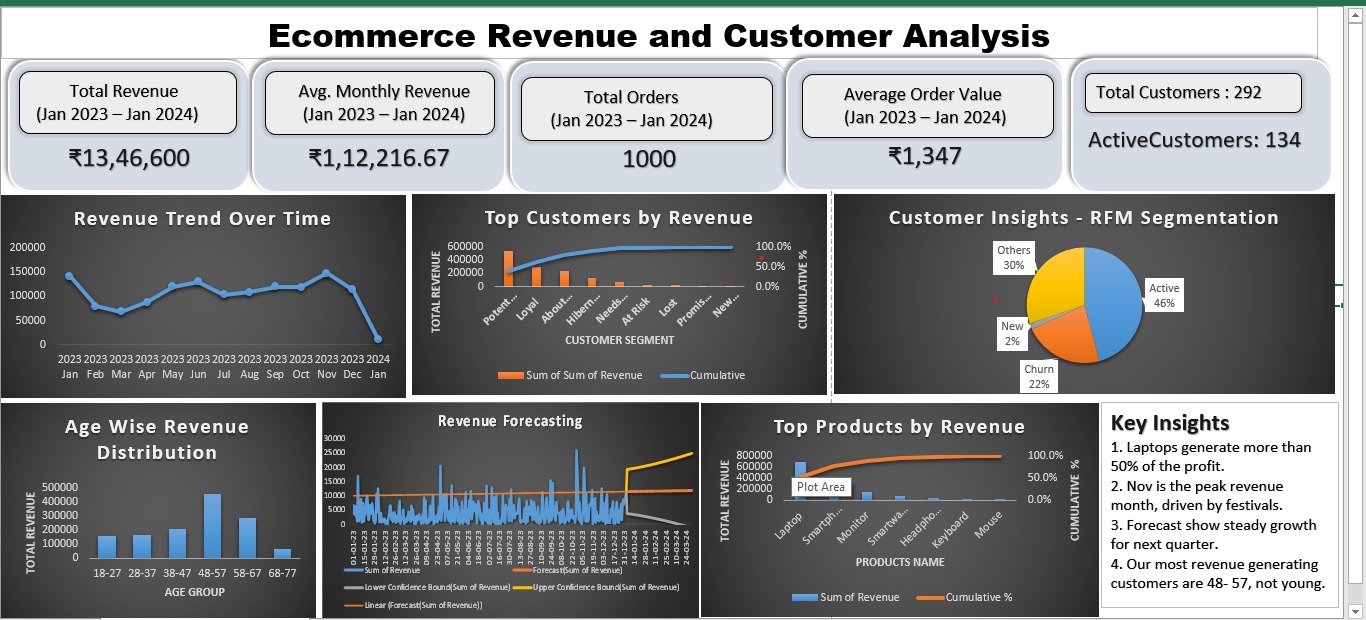 Ecommerce Revenue and Customer Analysis
Total Revenue
(Jan 2023 – Jan 2024)
₹13,46,600
Avg. Monthly Revenue
(Jan 2023 – Jan 2024)
₹1,12,216.67
Total Orders
(Jan 2023 – Jan 2024)
1000
Average Order Value
(Jan 2023 – Jan 2024)
₹1,347
Total Customers : 292
ActiveCustomers: 134
Revenue Trend Over Time
200000
150000
100000
50000
0
2023 2023 2023 2023 2023 2023 2023 2023 2023 2023 2023 2023 2024
Jan Feb Mar Apr May Jun Jul Aug Sep Oct Nov Dec Jan
Top Customers by Revenue
TOTAL REVENUE
600000
400000
200000
0
100.0%
50.0%
0.0%
CUMULATIVE %
Potent... Loyal About... Hibern... Needs... At Risk Lost Promis... New...
CUSTOMER SEGMENT
Sum of Sum of Revenue Cumulative
Customer Insights - RFM Segmentation
Others
30%
Active
46%
New
2%
Churn
22%
Age Wise Revenue
Distribution
TOTAL REVENUE
500000
400000
300000
200000
100000
0
18-27 28-37 38-47 48-57 58-67 68-77
AGE GROUP
Revenue Forecasting
30000
25000
20000
15000
10000
5000
0
01-01-23 15-01-23 29-01-23 12-02-23 26-02-23 12-03-23 26-03-23 09-04-23 23-04-23 07-05-23 21-05-23 04-06-23 18-06-23 02-07-23 16-07-23 30-07-23 13-08-23 27-08-23 10-09-23 24-09-23 08-10-23 22-10-23 05-11-23 19-11-23 03-12-23 17-12-23 31-12-23 14-01-24 28-01-24 11-02-24 25-02-24 10-03-24 24-03-24
Sum of Revenue Forecast(Sum of Revenue)
Lower Confidence Bound(Sum of Revenue) Upper Confidence Bound(Sum of Revenue)
Linear (Forecast(Sum of Revenue))
Top Products by Revenue
TOTAL REVENUE
800000
600000
400000
200000
0
Plot Area
100.0%
50.0%
0.0%
CUMULATIVE %
Laptop Smartph... Monitor Smartwa... Headpho... Keyboard Mouse
PRODUCTS NAME
Sum of Revenue Cumulative %
Key Insights
1. Laptops generate more than
50% of the profit.
2. Nov is the peak revenue
month, driven by festivals.
3. Forecast show steady growth
for next quarter.
4. Our most revenue generating
customers are 48- 57, not young.